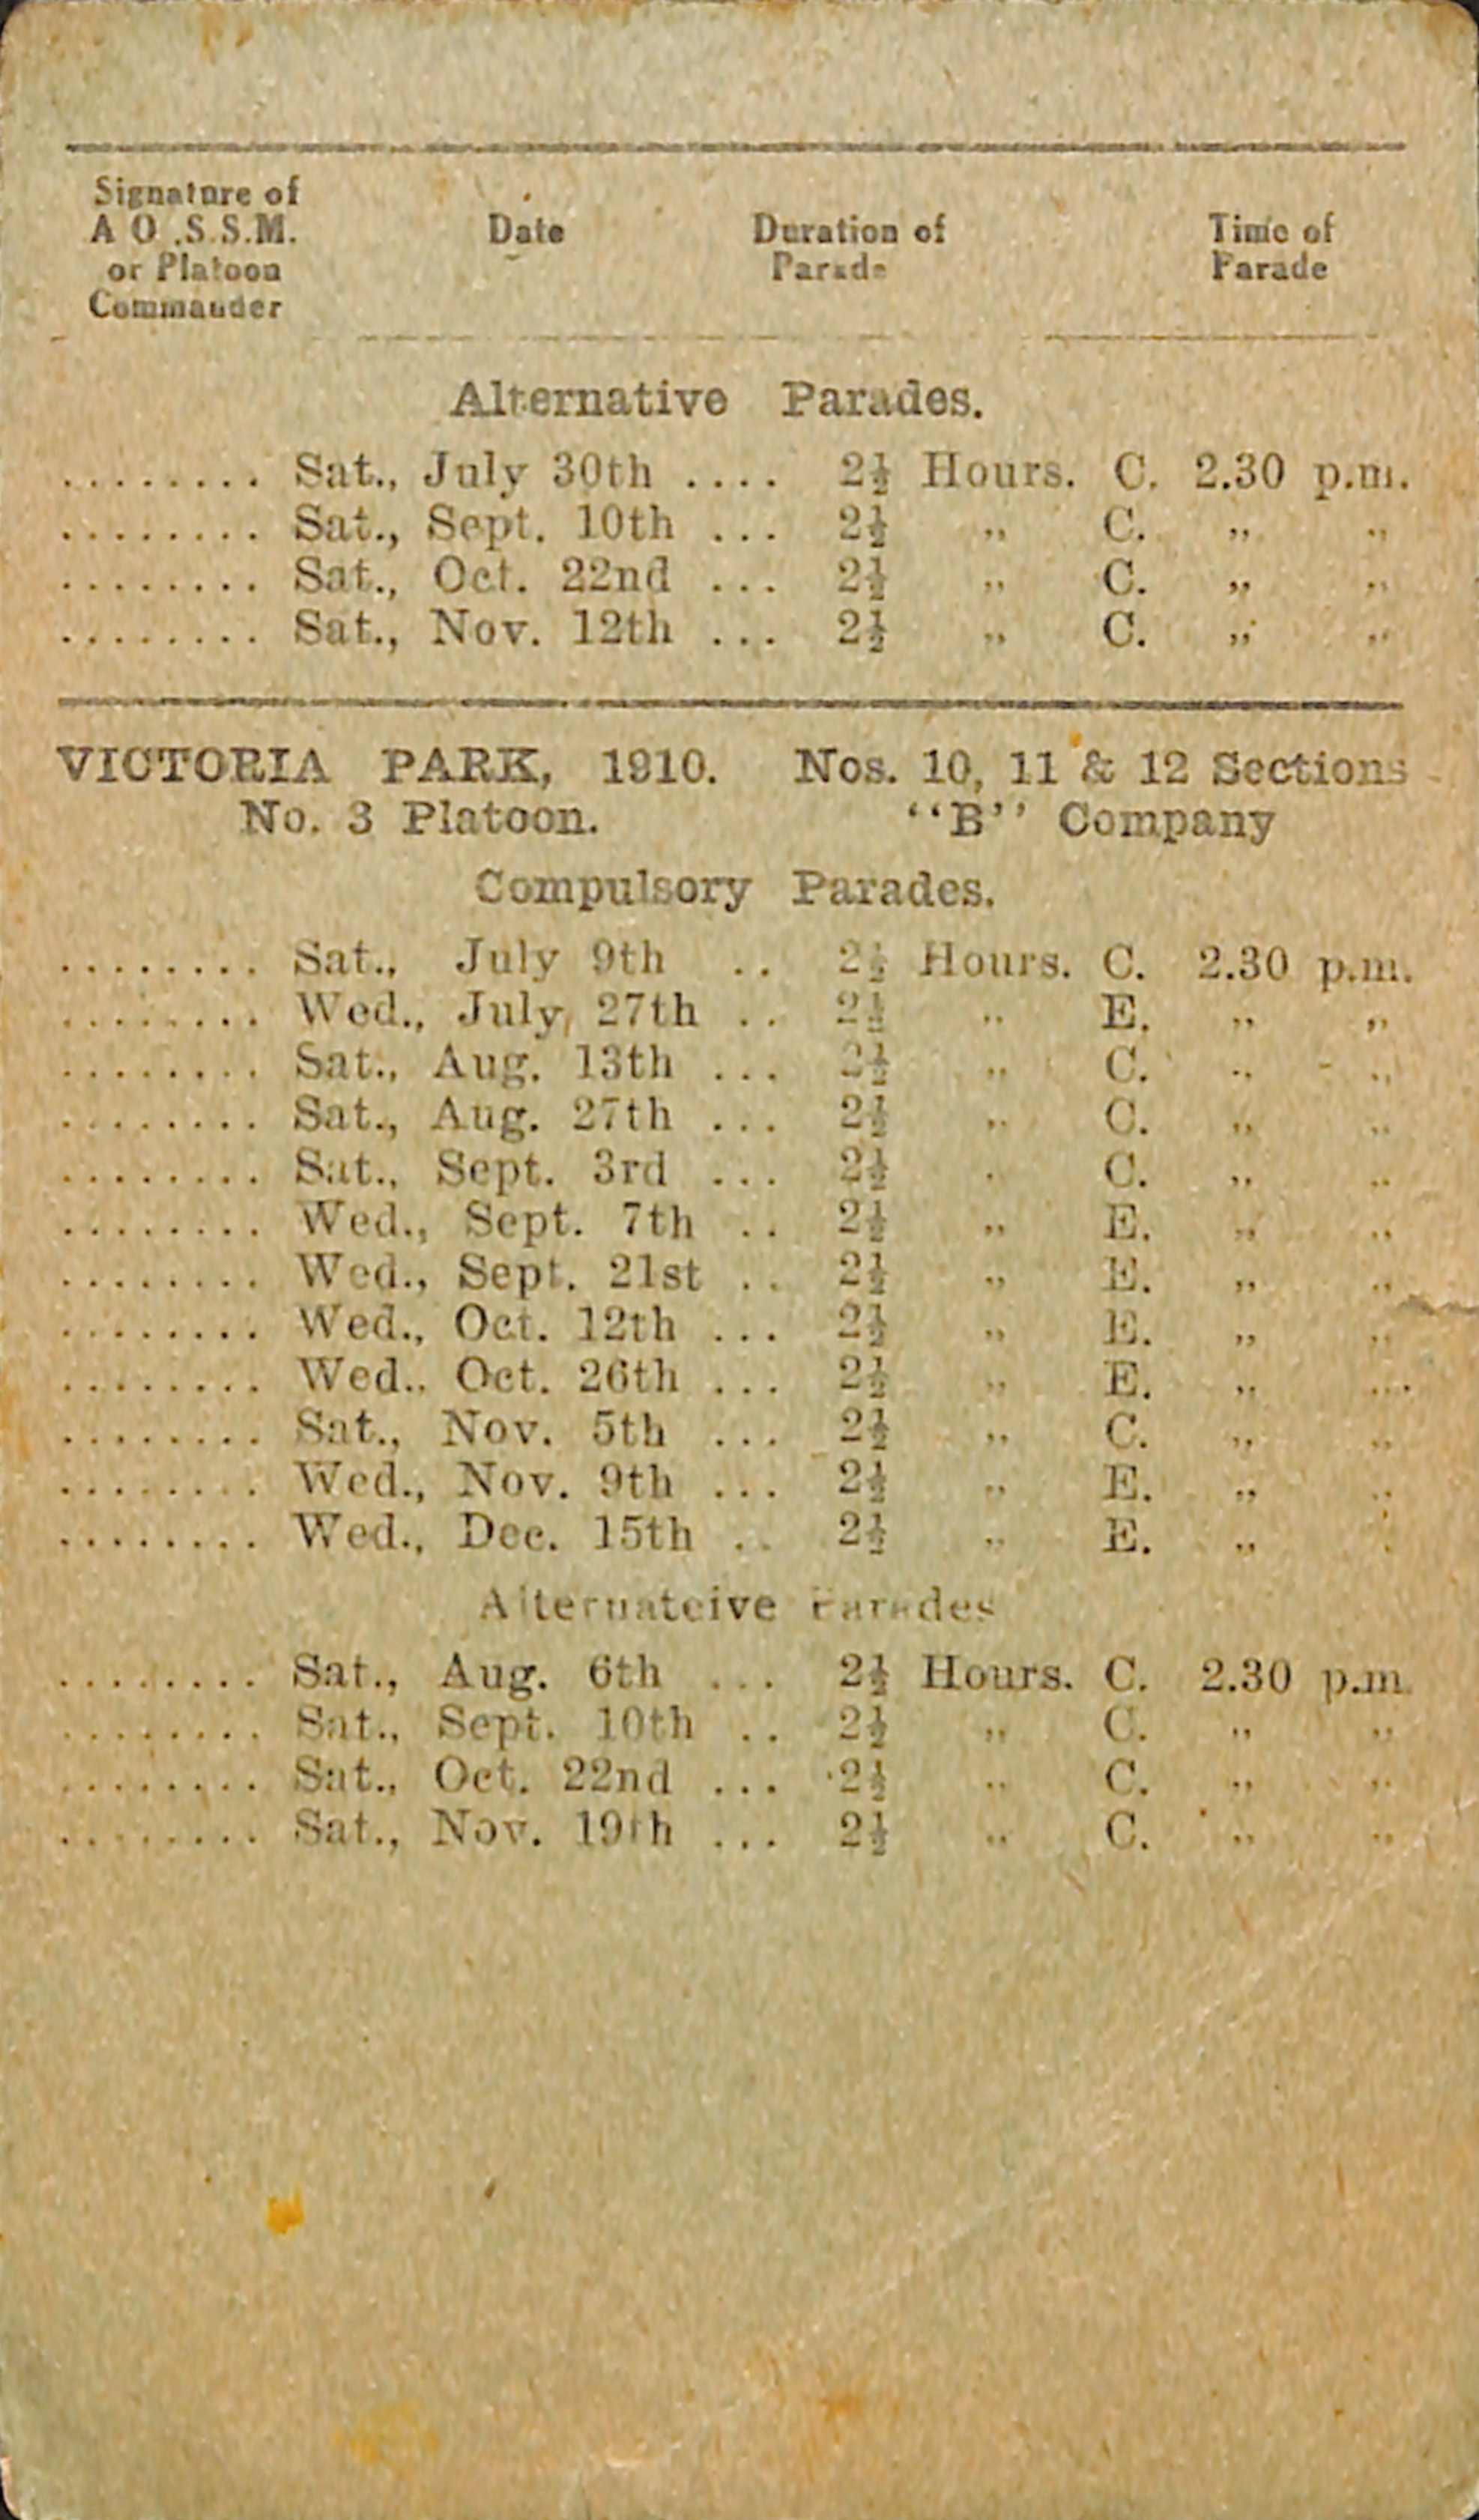 Signature of
A O .S.S.M.
or Platoon
Commander
Date
Duration of
Parade
Time of
Parade
Alternative Parades.
........ Sat., July 30th .... 2½ Hours. C. 2.30 p.m.
........ Sat., Sept. 10th ... 2½ ,, C. ,, ,,
........ Sat., Oct. 22nd ... 2½ ,, C. ,, ,,
........ Sat., Nov. 12th ... 2½ ,, C. ,, ,,
VICTORIA PARK, 1910. Nos. 10, 11 & 12 Sections
No. 3 Platoon. "B" Company
Compulsory Parades.
........ Sat., July 9th .. 2½ Hours. C. 2.30 p.m.
........ Wed., July, 27th .. 2½ ,, E. ,, ,,
........ Sat., Aug. 13th ... 2½ ,, C. ,, ,,
........ Sat., Aug. 27th ... 2½ ,, C. ,, ,,
........ Sat., Sept. 3rd ... 2½ ,, C. ,, ,,
........ Wed., Sept. 7th .. 2½ ,, E. ,, ,,
........ Wed., Sept. 21st .. 2½ ,, E. ,, ,,
........ Wed., Oct. 12th ... 2½ ,, E. ,, ,,
........ Wed., Oct. 26th ... 2½ ,, E. ,, ,,
........ Sat., Nov. 5th ... 2½ ,, C. ,, ,,
........ Wed., Nov. 9th ... 2½ ,, E. ,, ,,
........ Wed., Dec. 15th .. 2½ ,, E. ,, ,,
Alternateive Parades
........ Sat., Aug. 6th ... 2½ Hours. C. 2.30 p.m.
........ Sat., Sept. 10th .. 2½ ,, C. ,, ,,
........ Sat., Oct. 22nd ... 2½ ,, C. ,, ,,
........ Sat., Nov. 19th ... 2½ ,, C. ,, ,,